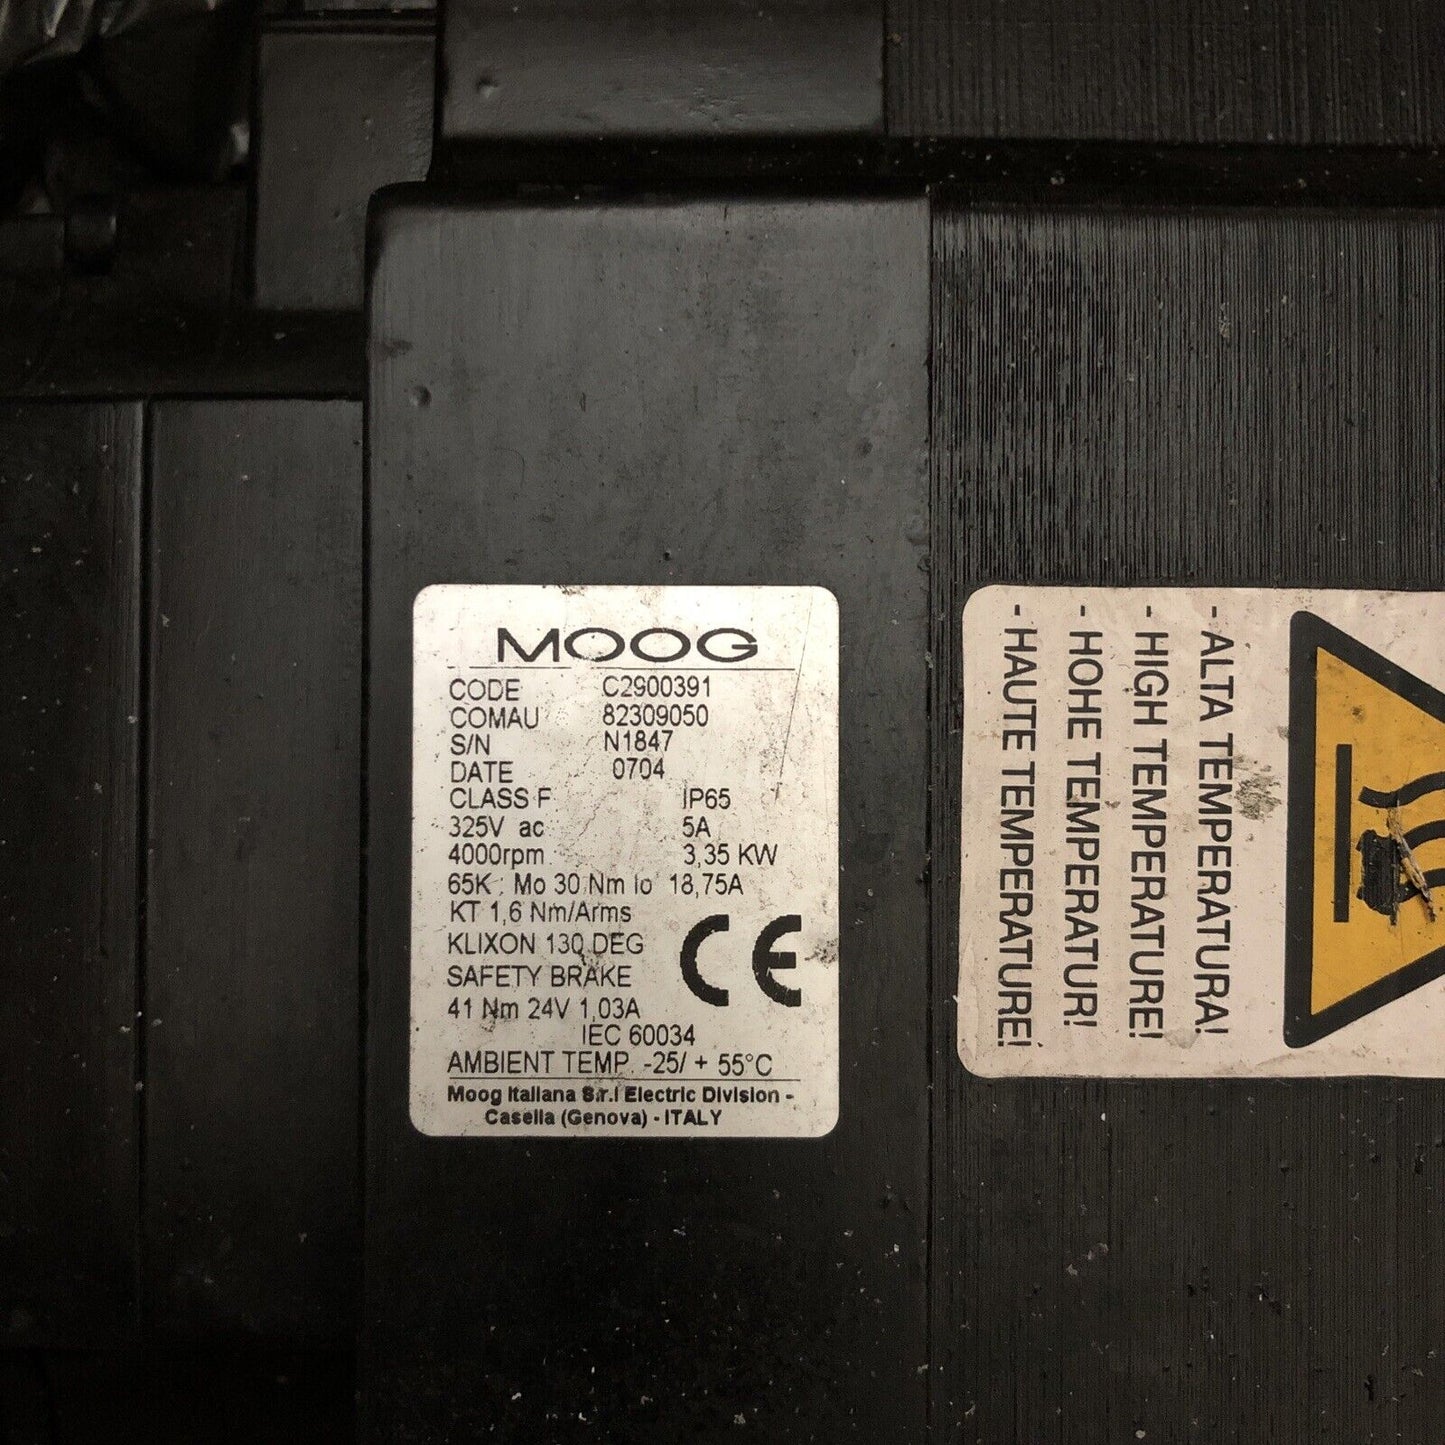 MOOG
CODE C2900391
COMAU 82309050
S/N N1847
DATE 0704
CLASS F IP65
325V ac 5A
4000rpm 3,35 KW
65K : Mo 30 Nm Io 18,75A
KT 1,6 Nm/Arms
KLIXON 130 DEG
SAFETY BRAKE
41 Nm 24V 1,03A
CE
IEC 60034
AMBIENT TEMP. -25/ + 55°C
Moog Italiana S.r.l Electric Division -
Casella (Genova) - ITALY
- ALTA TEMPERATURA!
- HIGH TEMPERATURE!
- HOHE TEMPERATUR!
- HAUTE TEMPERATURE!